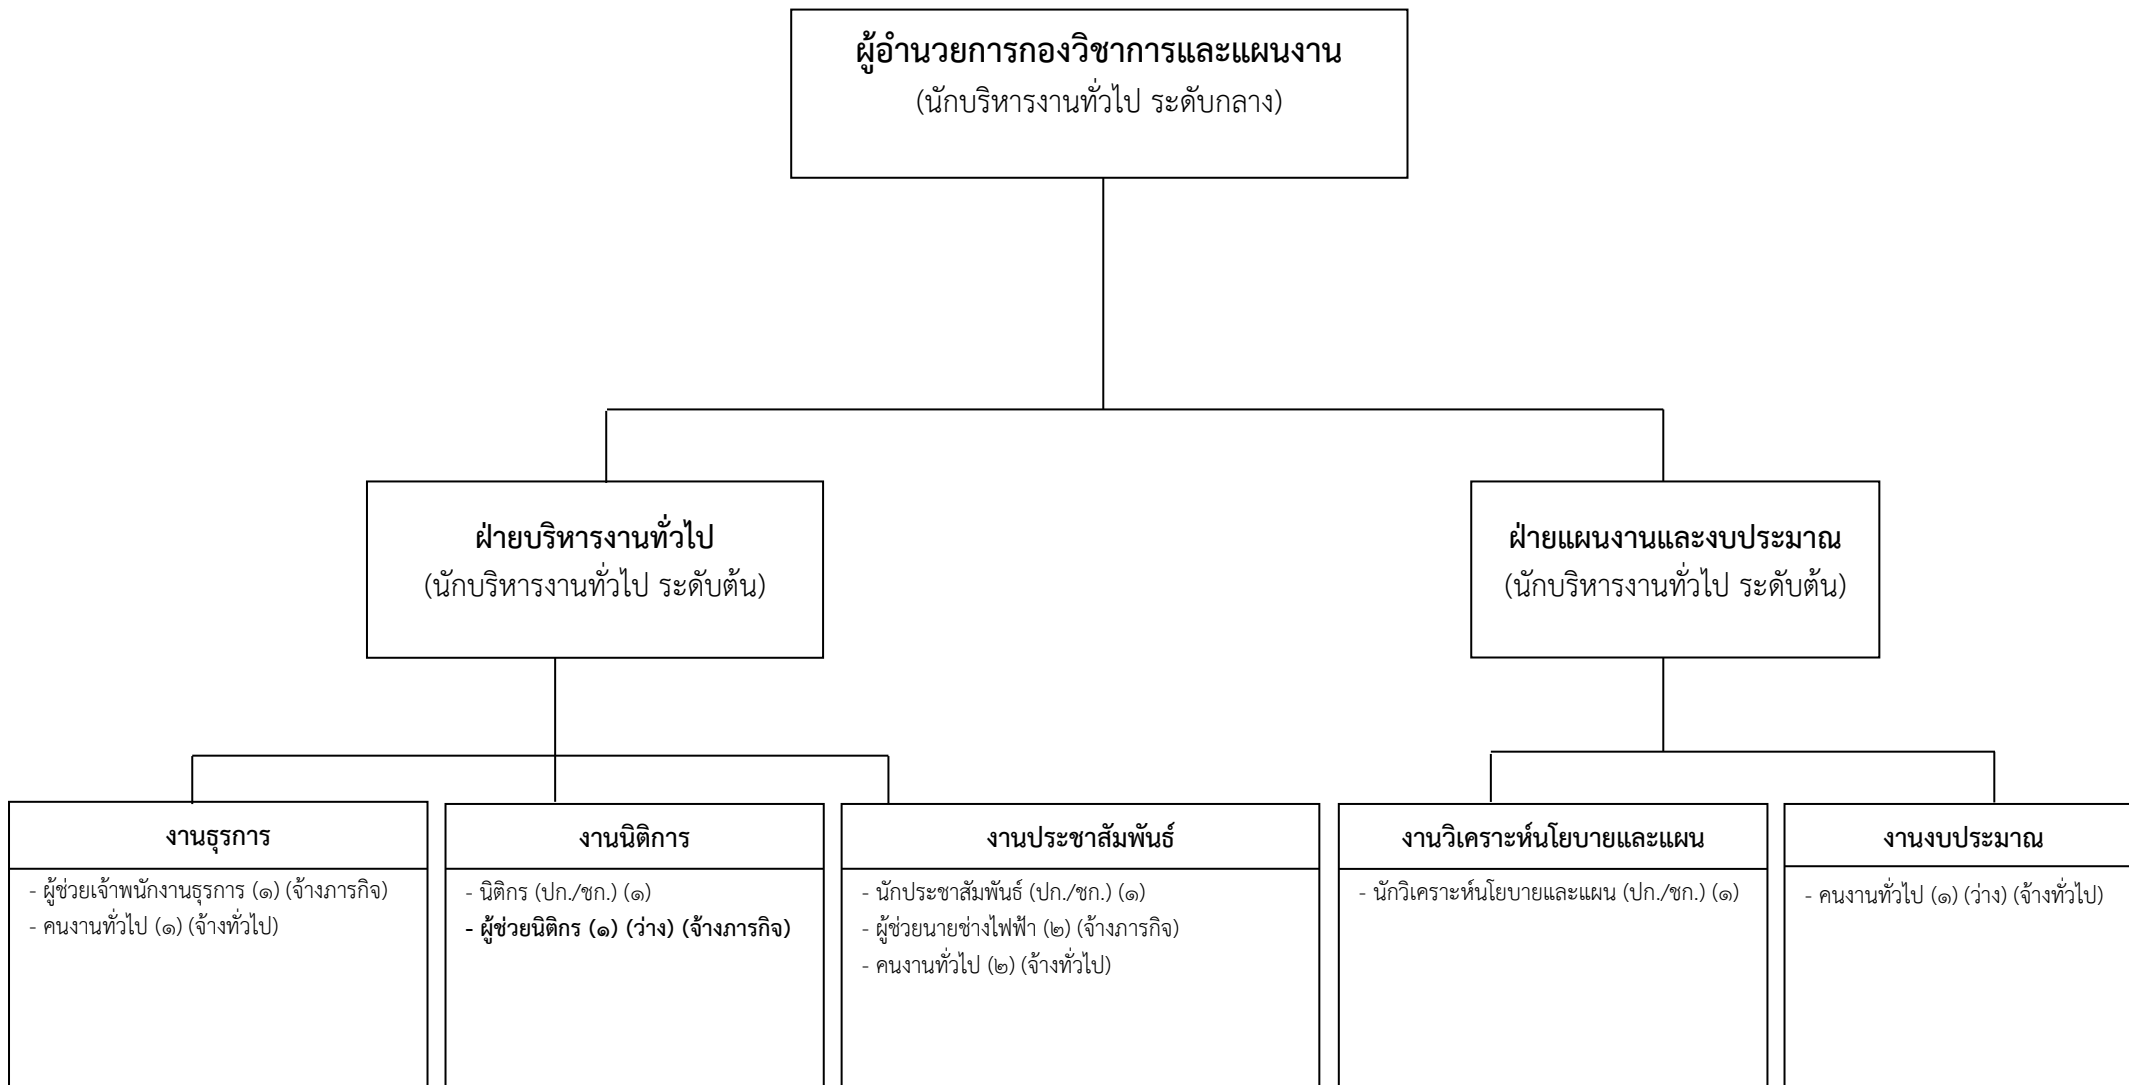 ผู้อำนวยการกองวิชาการและแผนงาน
(นักบริหารงานทั่วไป ระดับกลาง)
ฝ่ายบริหารงานทั่วไป
(นักบริหารงานทั่วไป ระดับต้น)
ฝ่ายแผนงานและงบประมาณ
(นักบริหารงานทั่วไป ระดับต้น)
งานธุรการ
- ผู้ช่วยเจ้าพนักงานธุรการ (๑) (จ้างภารกิจ)
- คนงานทั่วไป (๑) (จ้างทั่วไป)
งานนิติการ
- นิติกร (ปก./ชก.) (๑)
- ผู้ช่วยนิติกร (๑) (ว่าง) (จ้างภารกิจ)
งานประชาสัมพันธ์
- นักประชาสัมพันธ์ (ปก./ชก.) (๑)
- ผู้ช่วยนายช่างไฟฟ้า (๒) (จ้างภารกิจ)
- คนงานทั่วไป (๒) (จ้างทั่วไป)
งานวิเคราะห์นโยบายและแผน
- นักวิเคราะห์นโยบายและแผน (ปก./ชก.) (๑)
งานงบประมาณ
- คนงานทั่วไป (๑) (ว่าง) (จ้างทั่วไป)